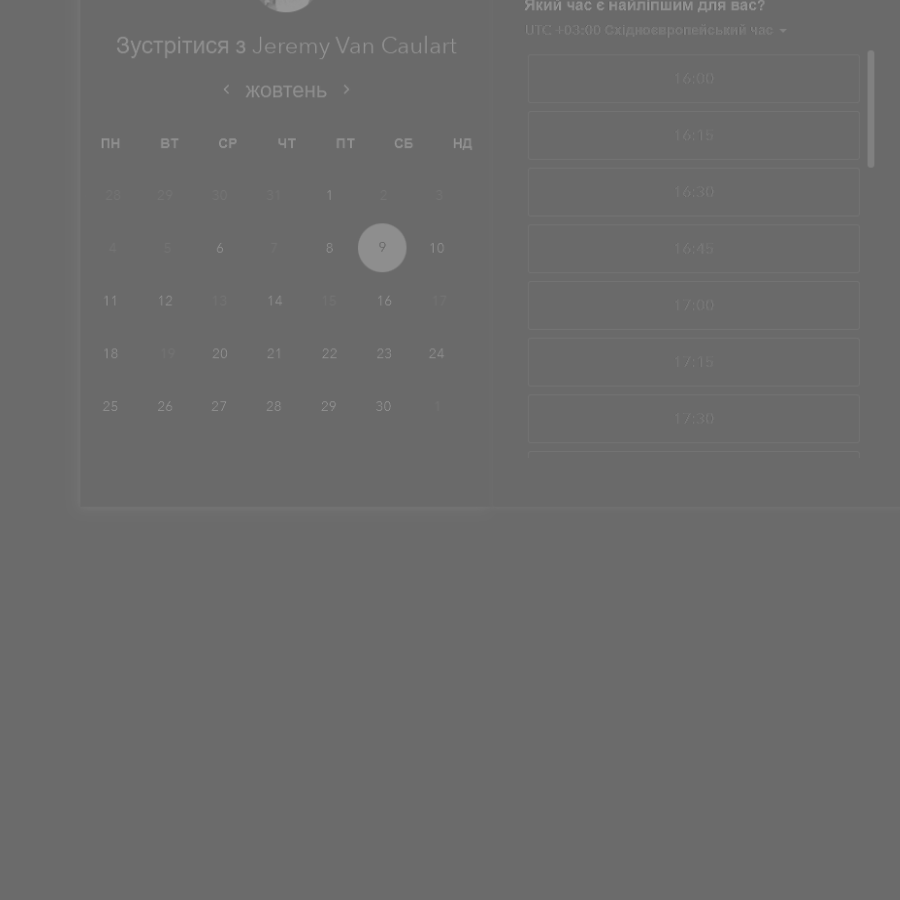 Зустрітися з Jeremy Van Caulart
жовтень
ПН ВТ СР ЧТ ПТ СБ НД
28 29 30 31 1 2 3
4 5 6 7 8 9 10
11 12 13 14 15 16 17
18 19 20 21 22 23 24
25 26 27 28 29 30 1
Який час є найліпшим для вас?
UTC +03:00 Східноєвропейський час
16:00
16:15
16:30
16:45
17:00
17:15
17:30